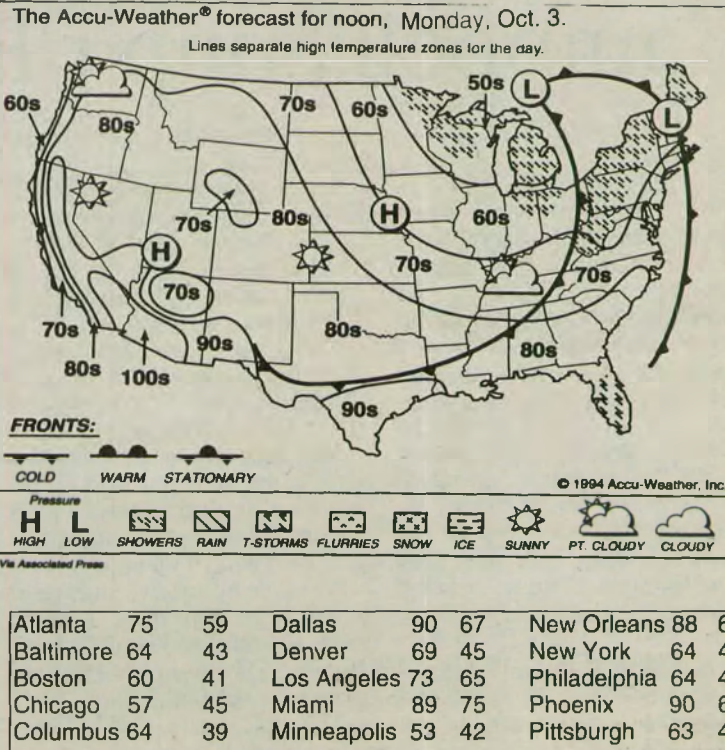 The Accu-Weather® forecast for noon, Monday, Oct. 3.
Lines separate high temperature zones for the day.
50s
L
60s
70s
60s
L
80s
H
70s
80s
60s
H
70s
70s
70s
70s
80s
80s
90s
80s
100s
90s
FRONTS:
COLD WARM STATIONARY
© 1994 Accu-Weather, Inc.
Pressure
H L
HIGH LOW SHOWERS RAIN T-STORMS FLURRIES SNOW ICE SUNNY PT. CLOUDY CLOUDY
Via Associated Press
Atlanta 75 59 Dallas 90 67 New Orleans 88
Baltimore 64 43 Denver 69 45 New York 64
Boston 60 41 Los Angeles 73 65 Philadelphia 64
Chicago 57 45 Miami 89 75 Phoenix 90
Columbus 64 39 Minneapolis 53 42 Pittsburgh 63